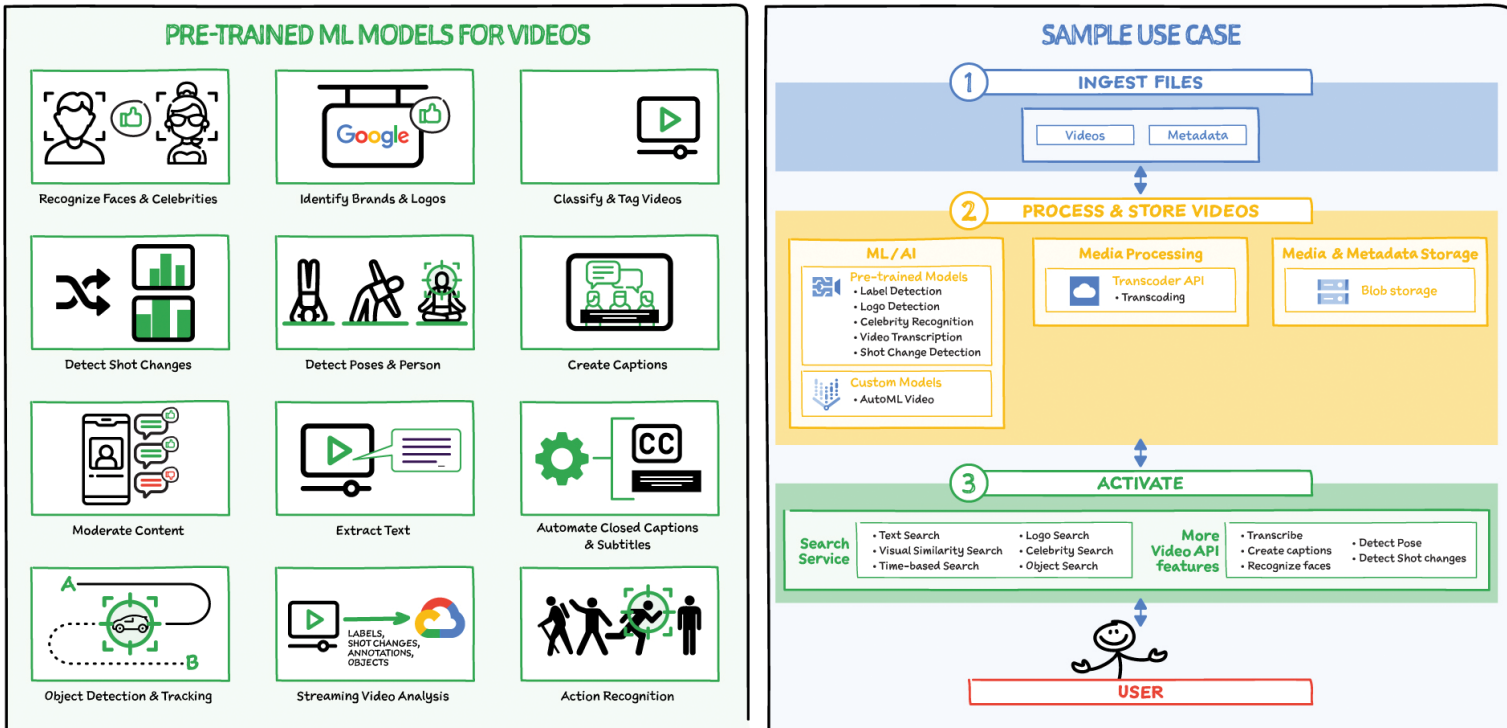 PRE-TRAINED ML MODELS FOR VIDEOS
Google
Recognize Faces & Celebrities
Identify Brands & Logos
Classify & Tag Videos
Detect Shot Changes
Detect Poses & Person
Create Captions
CC
Moderate Content
Extract Text
Automate Closed Captions
& Subtitles
A
B
LABELS,
SHOT CHANGES,
ANNOTATIONS,
OBJECTS
Object Detection & Tracking
Streaming Video Analysis
Action Recognition
SAMPLE USE CASE
1 INGEST FILES
Videos
Metadata
2 PROCESS & STORE VIDEOS
ML/AI
Pre-trained Models
• Label Detection
• Logo Detection
• Celebrity Recognition
• Video Transcription
• Shot Change Detection
Custom Models
• AutoML Video
Media Processing
Transcoder API
• Transcoding
Media & Metadata Storage
Blob storage
3 ACTIVATE
Search
Service
• Text Search
• Visual Similarity Search
• Time-based Search
• Logo Search
• Celebrity Search
• Object Search
More
Video API
features
• Transcribe
• Create captions
• Recognize faces
• Detect Pose
• Detect Shot changes
USER